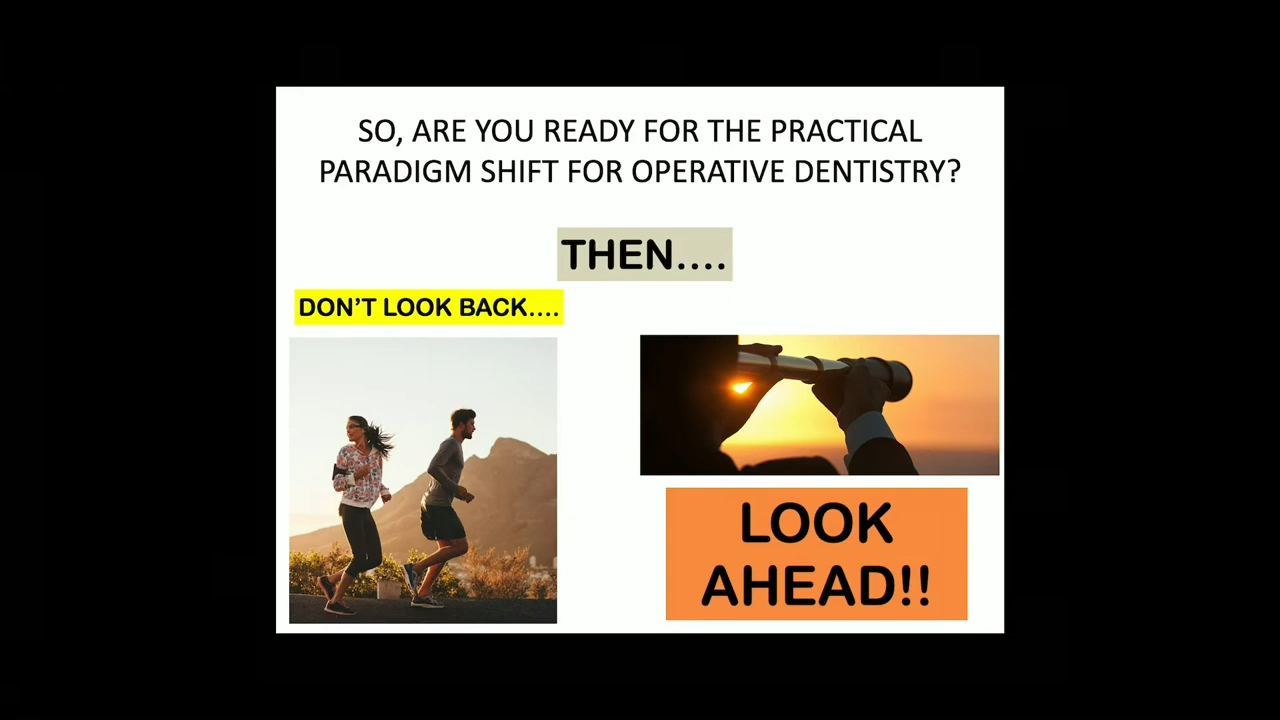 SO, ARE YOU READY FOR THE PRACTICAL
PARADIGM SHIFT FOR OPERATIVE DENTISTRY?
THEN....
DON’T LOOK BACK....
LOOK
AHEAD!!